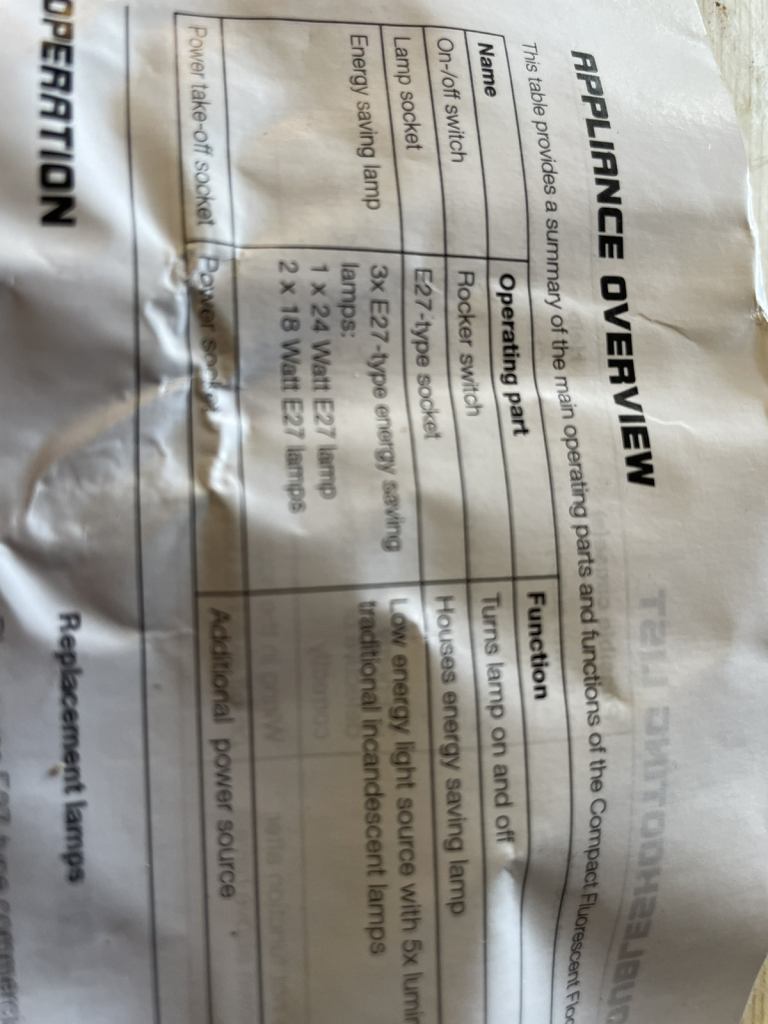 APPLIANCE OVERVIEW
This table provides a summary of the main operating parts and functions of the Compact Fluorescent
Name Operating part Function
On-/off switch Rocker switch Turns lamp on and off
Lamp socket E27-type socket Houses energy saving lamp
Energy saving lamp 3x E27-type energy saving Low energy light source with 5x
lamps: traditional incandescent lamps
1 x 24 Watt E27 lamp
2 x 18 Watt E27 lamps
Power take-off socket Power socket Additional power source
OPERATION
Replacement lamps